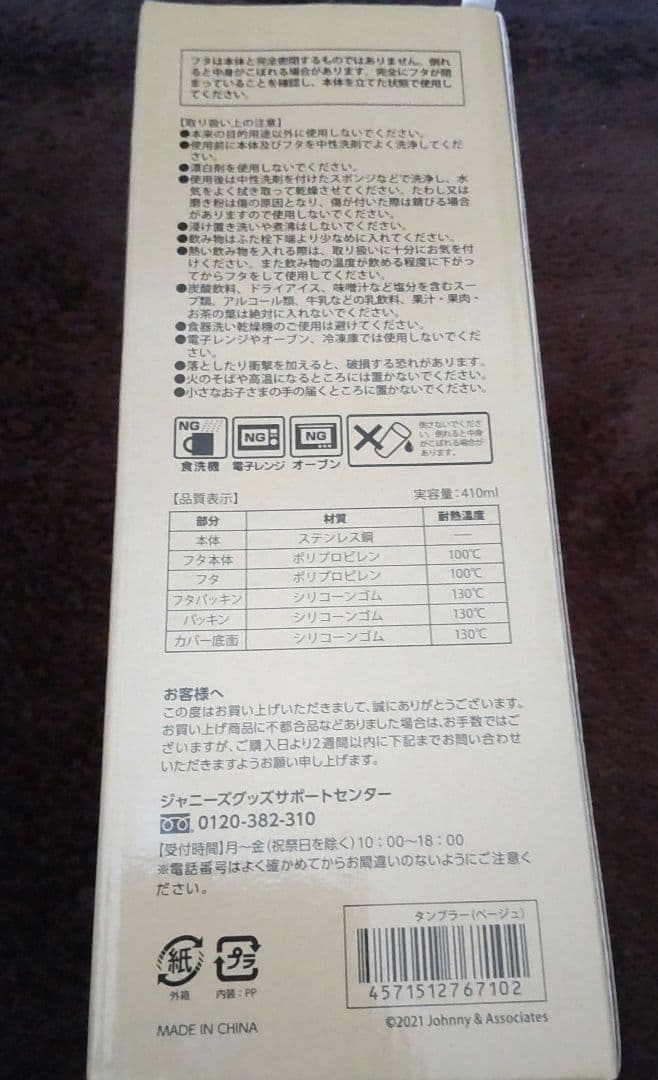 フタは本体と完全密閉するものではありません。倒れ
ると中身がこぼれる場合があります。完全にフタが閉
まっていることを確認し、本体を立てた状態で使用し
てください。
【取り扱い上の注意】
●本来の目的用途以外に使用しないでください。
●使用前に本体及びフタを中性洗剤でよく洗浄してくだ
さい。
●漂白剤を使用しないでください。
●使用後は中性洗剤を付けたスポンジなどで洗浄し、水
気をよく拭き取って乾燥させてください。たわし又は
磨き粉は傷の原因となり、傷が付いた際は錆びる場合
がありますので使用しないでください。
●浸け置き洗いや煮沸はしないでください。
●飲み物はふた栓下端より少なめに入れてください。
●熱い飲み物を入れる際は、取り扱いに十分にお気を付
けください。また飲み物の温度が飲める程度に下がっ
てからフタをして使用してください。
●炭酸飲料、ドライアイス、味噌汁など塩分を含むスー
プ類、アルコール類、牛乳などの乳飲料、果汁・果肉・
お茶の葉は絶対に入れないでください。
●食器洗い乾燥機のご使用は避けてください。
●電子レンジやオーブン、冷凍庫では使用しないでくだ
さい。
●落としたり衝撃を加えると、破損する恐れがあります。
●火のそばや高温になるところには置かないでください。
●小さなお子さまの手の届くところに置かないでください。
NG NG NG
食洗機 電子レンジ オーブン
倒さないでくださ
い。倒れると中身
がこぼれる場合が
あります。
【品質表示】 実容量:410ml
部分 材質 耐熱温度
本体 ステンレス鋼 ―
フタ本体 ポリプロピレン 100℃
フタ ポリプロピレン 100℃
フタパッキン シリコーンゴム 130℃
パッキン シリコーンゴム 130℃
カバー底面 シリコーンゴム 130℃
お客様へ
この度はお買い上げいただきまして、誠にありがとうございます。
お買い上げ商品に不都合品などありました場合は、お手数ではご
ざいますが、ご購入日より2週間以内に下記までお問い合わせ
いただきますようお願い申し上げます。
ジャニーズグッズサポートセンター
0120-382-310
【受付時間】月〜金(祝祭日を除く)10:00〜18:00
※電話番号はよく確かめてからお間違いのないようにご注意く
ださい。
紙 プラ
外箱 内装:PP
タンブラー(ベージュ)
4571512767102
MADE IN CHINA
©2021 Johnny & Associates